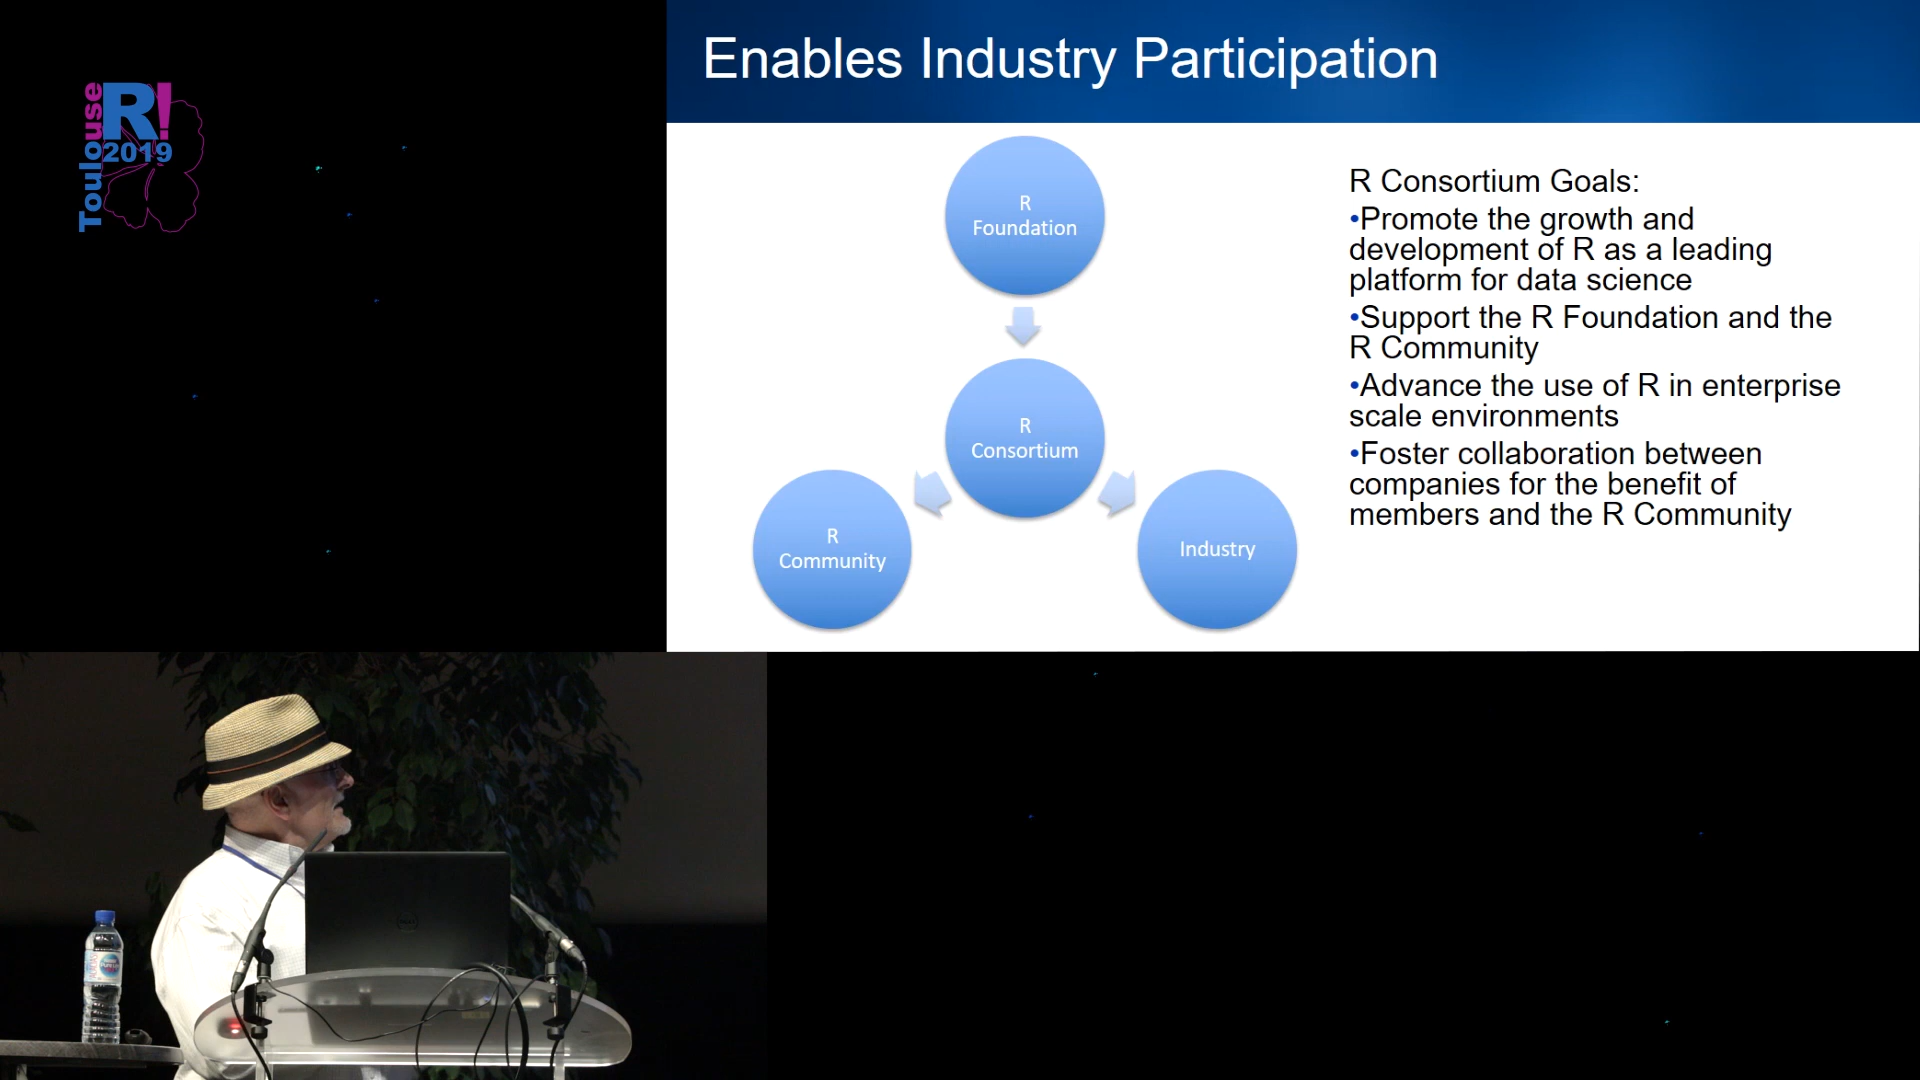 Toulouse
R!
2019
Enables Industry Participation
R
Foundation
R
Consortium
R
Community
Industry
R Consortium Goals:
•Promote the growth and
development of R as a leading
platform for data science
•Support the R Foundation and the
R Community
•Advance the use of R in enterprise
scale environments
•Foster collaboration between
companies for the benefit of
members and the R Community
DELL